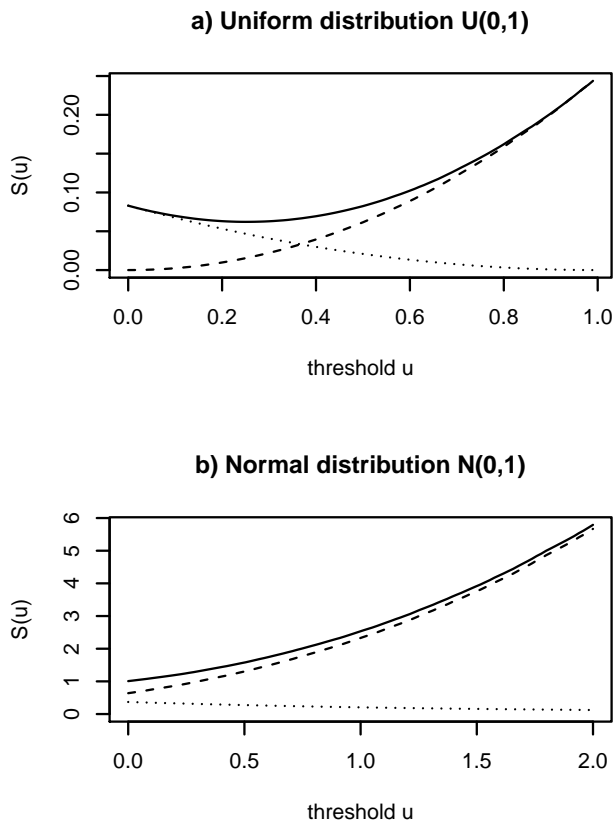 a) Uniform distribution U(0,1)
S(u)
0.20
0.10
0.00
0.0 0.2 0.4 0.6 0.8 1.0
threshold u
b) Normal distribution N(0,1)
S(u)
6
5
4
3
2
1
0
0.0 0.5 1.0 1.5 2.0
threshold u